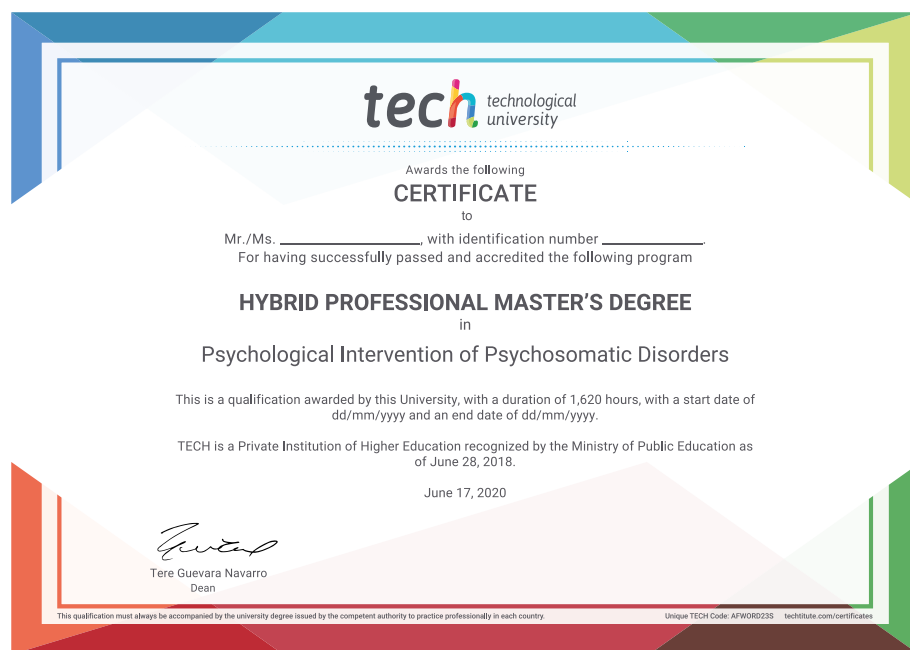 tech technological
university
Awards the following
CERTIFICATE
to
Mr./Ms. ____________________, with identification number ______________.
For having successfully passed and accredited the following program
HYBRID PROFESSIONAL MASTER'S DEGREE
in
Psychological Intervention of Psychosomatic Disorders
This is a qualification awarded by this University, with a duration of 1,620 hours, with a start date of
dd/mm/yyyy and an end date of dd/mm/yyyy.
TECH is a Private Institution of Higher Education recognized by the Ministry of Public Education as
of June 28, 2018.
June 17, 2020
Tere Guevara Navarro
Dean
This qualification must always be accompanied by the university degree issued by the competent authority to practice professionally in each country.
Unique TECH Code: AFWORD23S techtitute.com/certificates